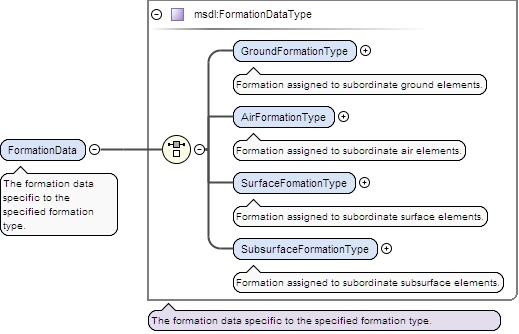 msdl:FormationDataType
GroundFormationType
Formation assigned to subordinate ground elements.
AirFormationType
Formation assigned to subordinate air elements.
FormationData
The formation data
specific to the
specified formation
type.
SurfaceFomationType
Formation assigned to subordinate surface elements.
SubsurfaceFormationType
Formation assigned to subordinate subsurface elements.
The formation data specific to the specified formation type.